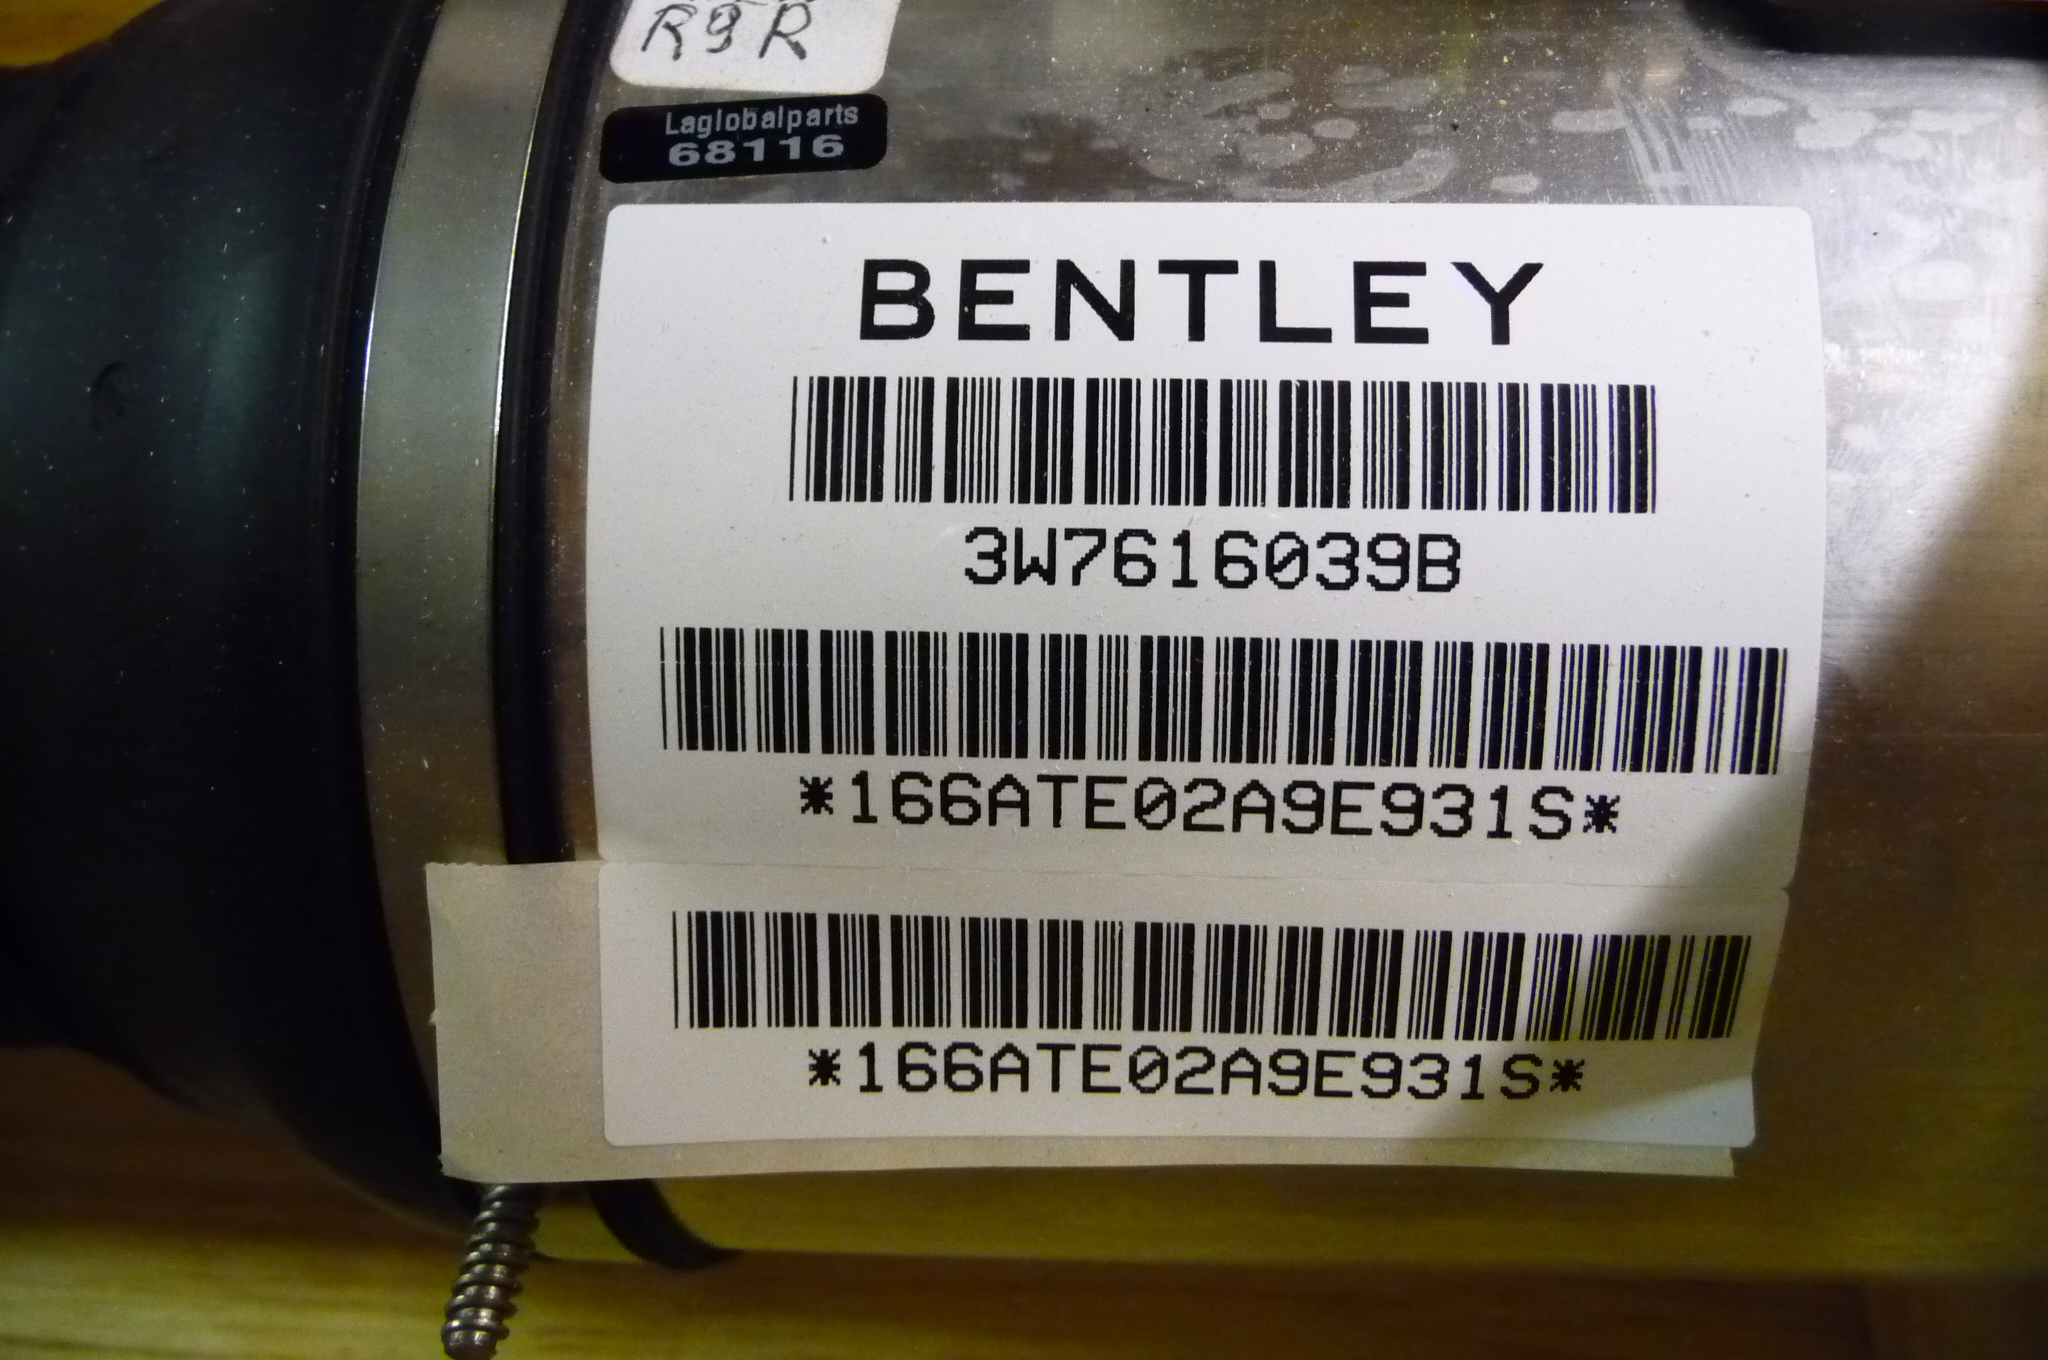 R9R
Laglobalparts
68116
BENTLEY
3W7616039B
*166ATE02A9E931S*
*166ATE02A9E931S*